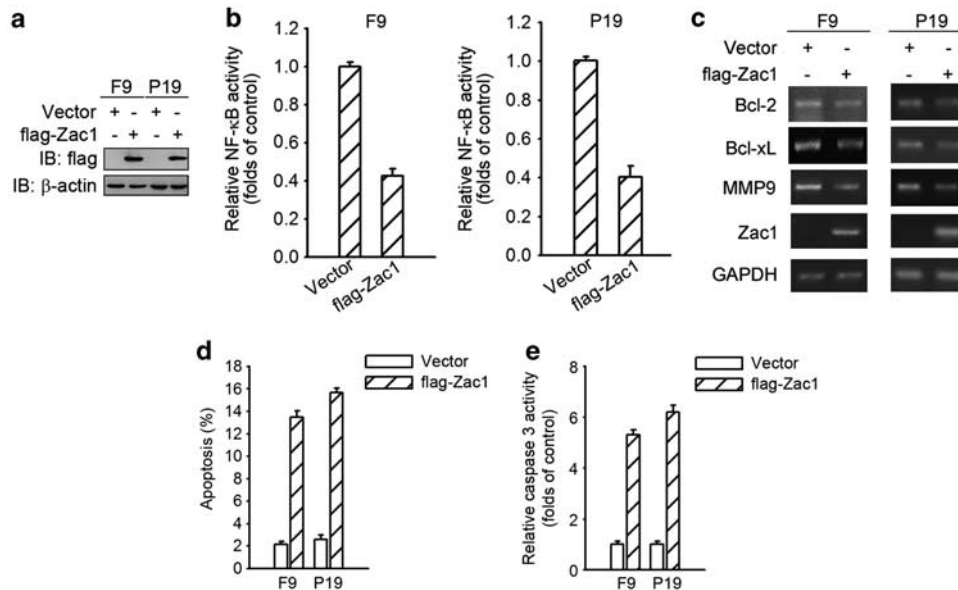 a
F9 P19
Vector + - + -
flag-Zac1 - + - +
IB: flag
IB: β-actin
b
F9
Relative NF-κB activity
(folds of control)
1.2
1.0
0.8
0.6
0.4
0.2
0.0
Vector
flag-Zac1
P19
Relative NF-κB activity
(folds of control)
1.2
1.0
0.8
0.6
0.4
0.2
0.0
Vector
flag-Zac1
c
F9 P19
Vector + - + -
flag-Zac1 - + - +
Bcl-2
Bcl-xL
MMP9
Zac1
GAPDH
d
Vector
flag-Zac1
Apoptosis (%)
18
16
14
12
10
8
6
4
2
0
F9 P19
e
Vector
flag-Zac1
Relative caspase 3 activity
(folds of control)
8
6
4
2
0
F9 P19